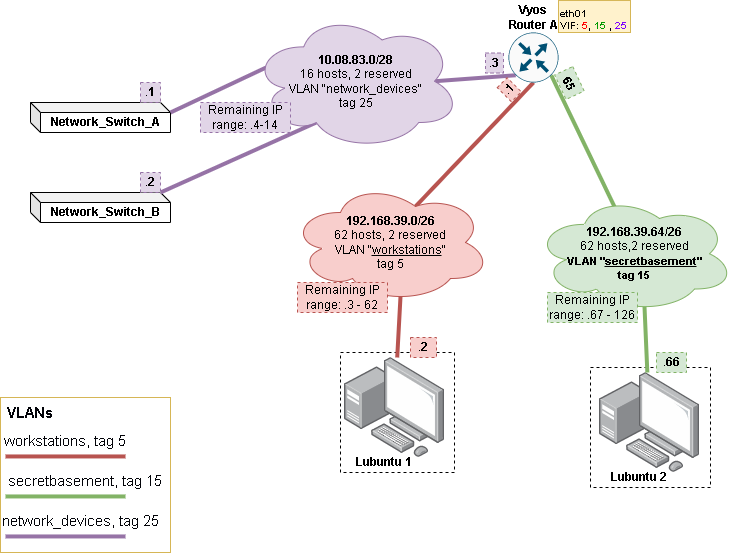 Vyos
Router A
eth01
VIF: 5, 15 , 25
10.08.83.0/28
16 hosts, 2 reserved
VLAN "network_devices"
tag 25
.3
.1
65
.1
Network_Switch_A
Remaining IP
range: .4-14
.2
Network_Switch_B
192.168.39.0/26
62 hosts, 2 reserved
VLAN "workstations"
tag 5
192.168.39.64/26
62 hosts,2 reserved
VLAN "secretbasement"
tag 15
Remaining IP
range: .3 - 62
Remaining IP
range: .67 - 126
.2
.66
Lubuntu 1
Lubuntu 2
VLANs
workstations, tag 5
secretbasement, tag 15
network_devices, tag 25